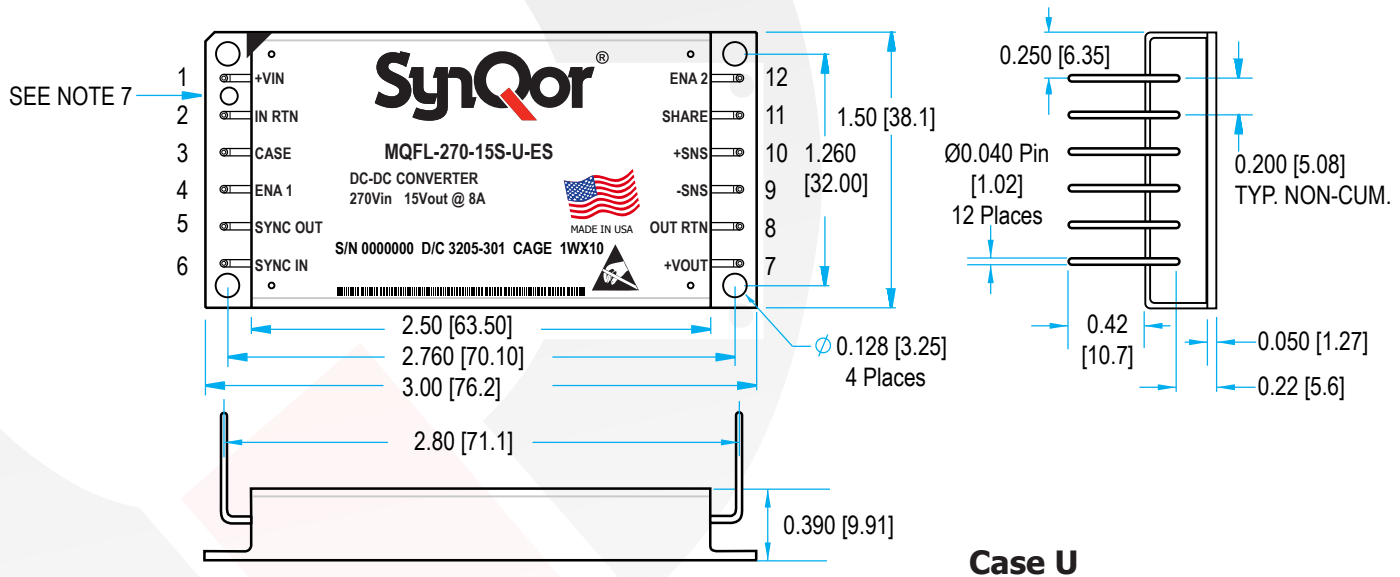 SEE NOTE 7
1
2
3
4
5
6
+VIN
IN RTN
CASE
ENA 1
SYNC OUT
SYNC IN
SynQor®
MQFL-270-15S-U-ES
DC-DC CONVERTER
270Vin 15Vout @ 8A
MADE IN USA
S/N 0000000 D/C 3205-301 CAGE 1WX10
ENA 2
SHARE
+SNS
-SNS
OUT RTN
+VOUT
12
11
10
9
8
7
1.260
[32.00]
1.50 [38.1]
2.50 [63.50]
2.760 [70.10]
3.00 [76.2]
Ø 0.128 [3.25]
4 Places
0.250 [6.35]
Ø0.040 Pin
[1.02]
12 Places
0.200 [5.08]
TYP. NON-CUM.
0.42
[10.7]
0.050 [1.27]
0.22 [5.6]
2.80 [71.1]
0.390 [9.91]
Case U